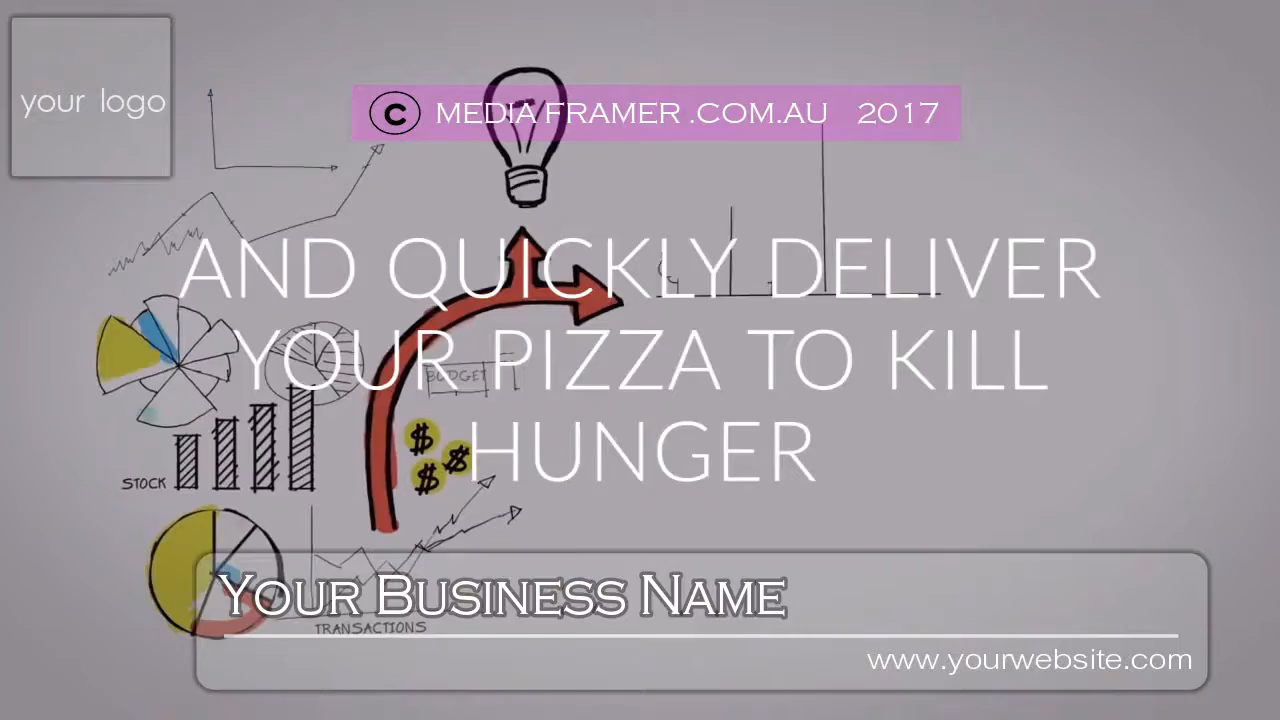 your logo
© MEDIA FRAMER .COM.AU 2017
AND QUICKLY DELIVER
YOUR PIZZA TO KILL
BUDGET
HUNGER
$
$
$
STOCK
YOUR BUSINESS NAME
TRANSACTIONS
www.yourwebsite.com